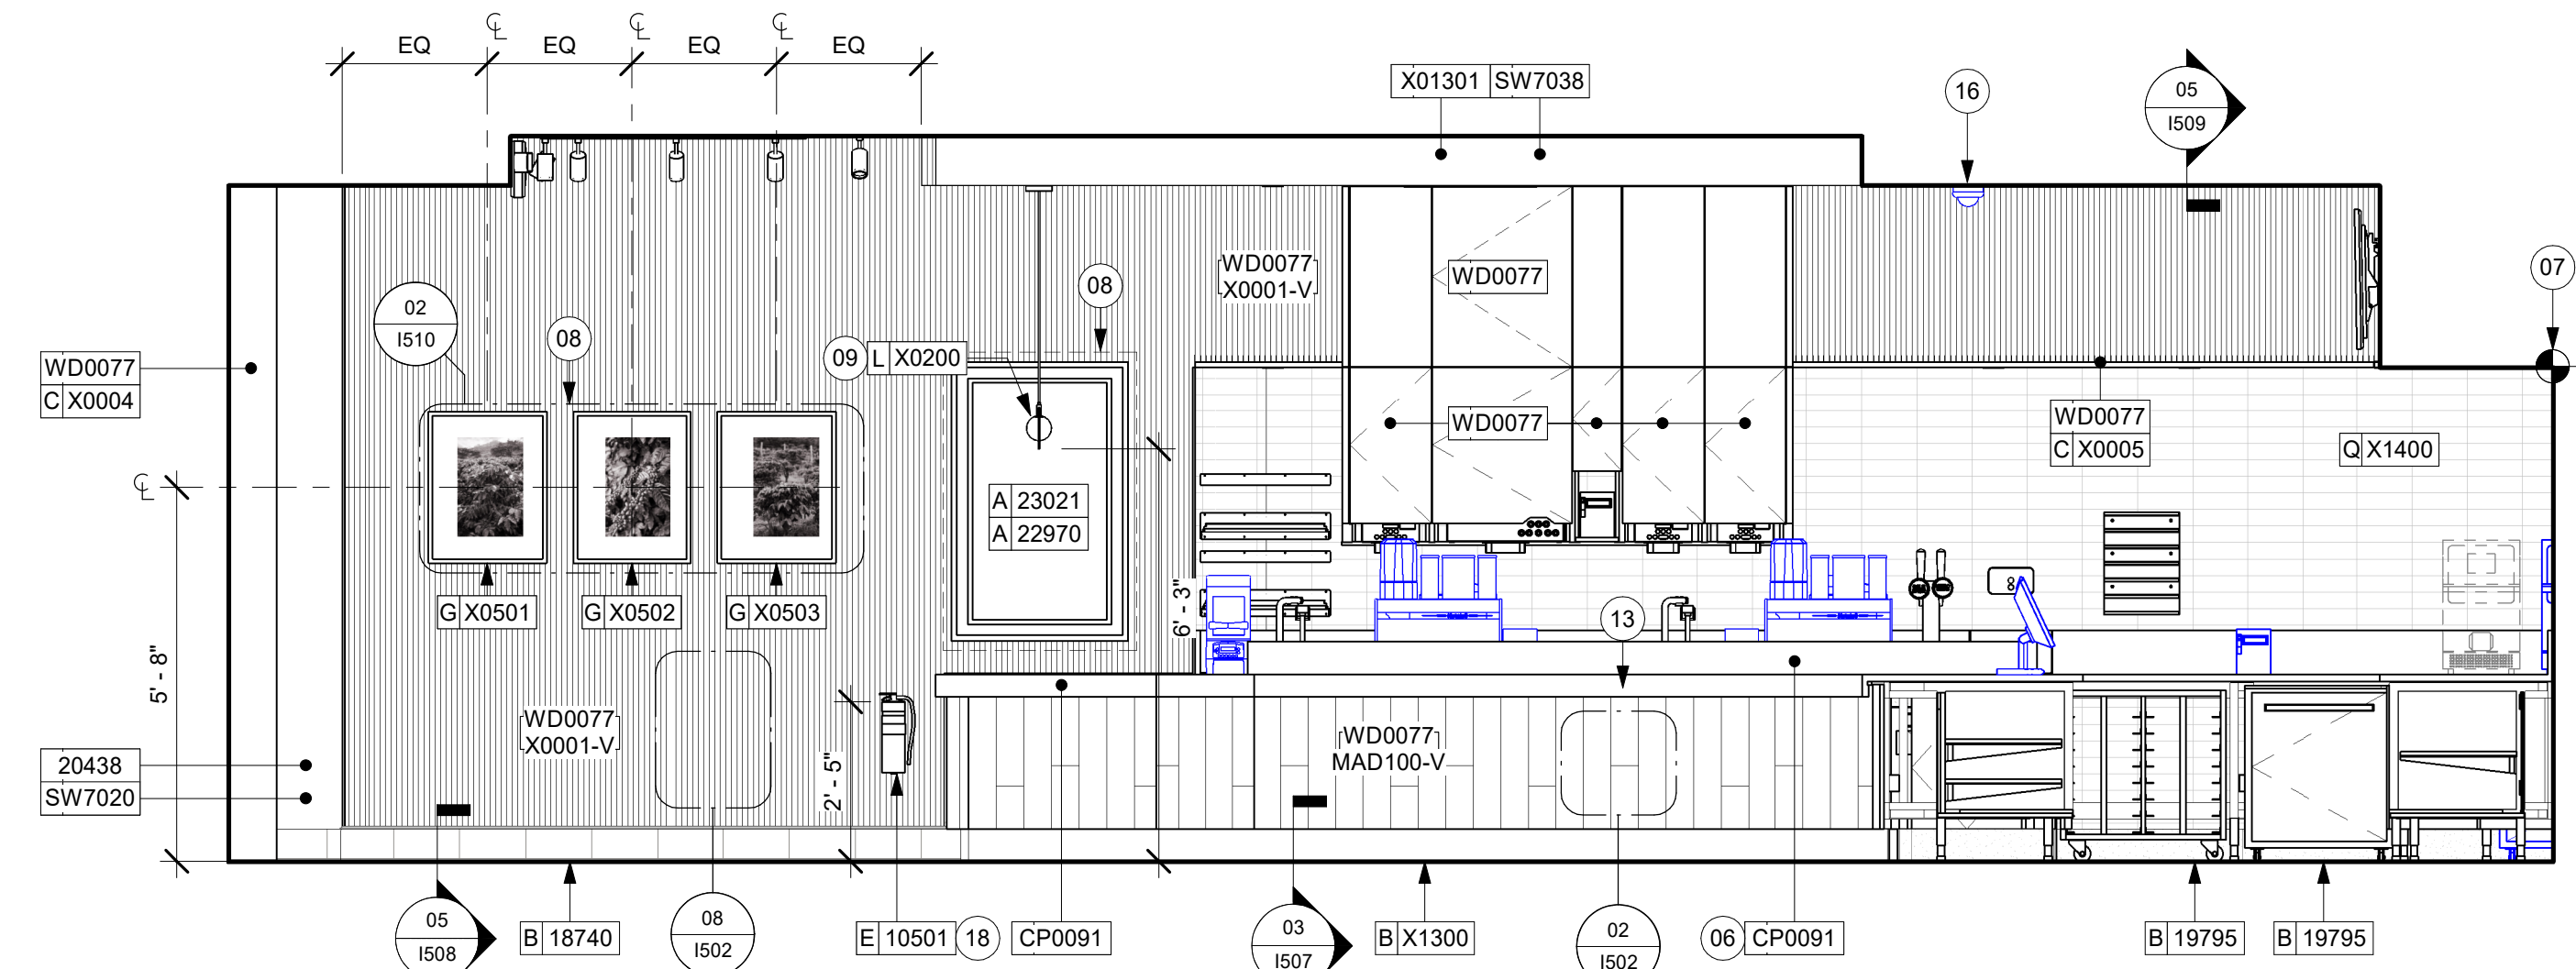 ℄ ℄ ℄
EQ EQ EQ EQ
X01301 SW7038
16
05
I509
07
WD0077
X0001-V
WD0077
08
02
I510
08
09 L X0200
WD0077
C X0004
WD0077
WD0077
C X0005
Q X1400
℄
A 23021
A 22970
G X0501 G X0502 G X0503
6' - 3"
13
5' - 8"
WD0077
X0001-V
2' - 5"
WD0077
MAD100-V
20438
SW7020
05
I508
B 18740
08
I502
E 10501 18
CP0091
03
I507
B X1300
02
I502
06 CP0091
B 19795
B 19795